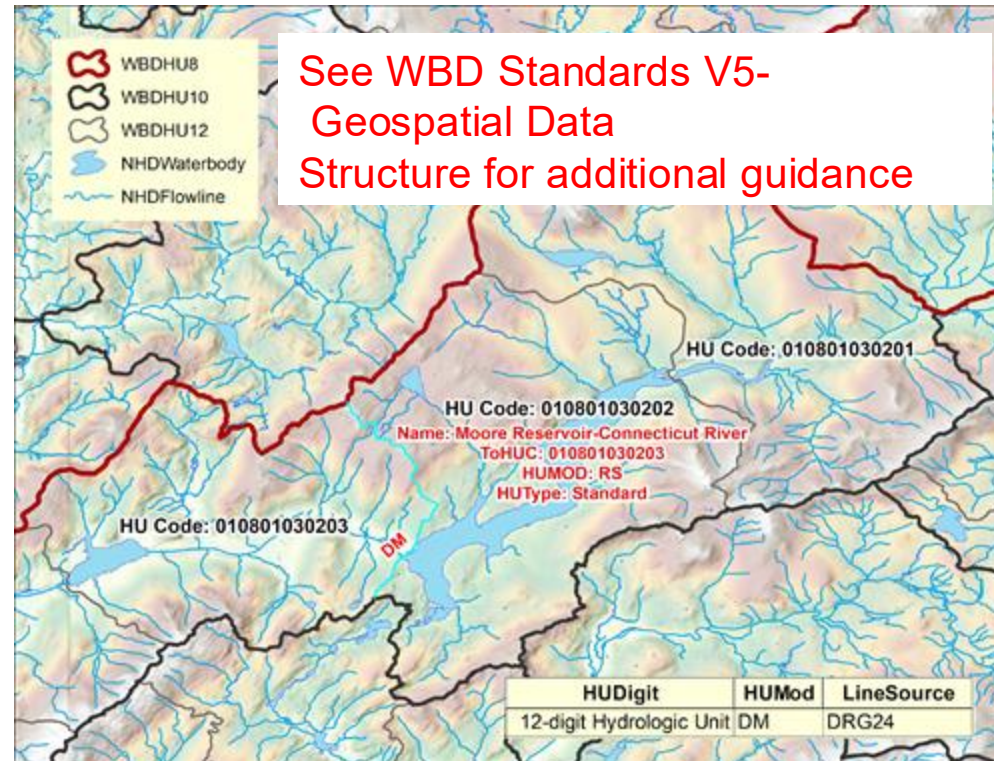 WBDHU8
WBDHU10
WBDHU12
NHDWaterbody
NHDFlowline
See WBD Standards V5-
Geospatial Data
Structure for additional guidance
HU Code: 010801030201
HU Code: 010801030202
Name: Moore Reservoir-Connecticut River
ToHUC: 010801030203
HUMOD: RS
HUType: Standard
HU Code: 010801030203
DM
HUDigit HUMod LineSource
12-digit Hydrologic Unit DM DRG24